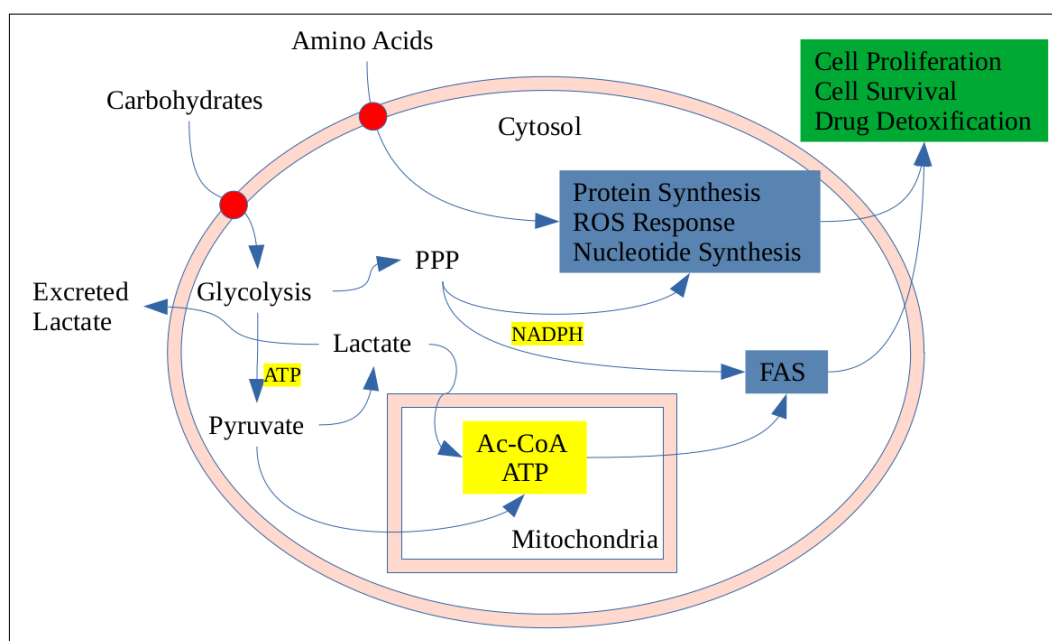 Amino Acids
Carbohydrates
Cytosol
Cell Proliferation
Cell Survival
Drug Detoxification
Protein Synthesis
ROS Response
Nucleotide Synthesis
PPP
Glycolysis
Excreted
Lactate
Lactate
NADPH
ATP
FAS
Pyruvate
Ac-CoA
ATP
Mitochondria